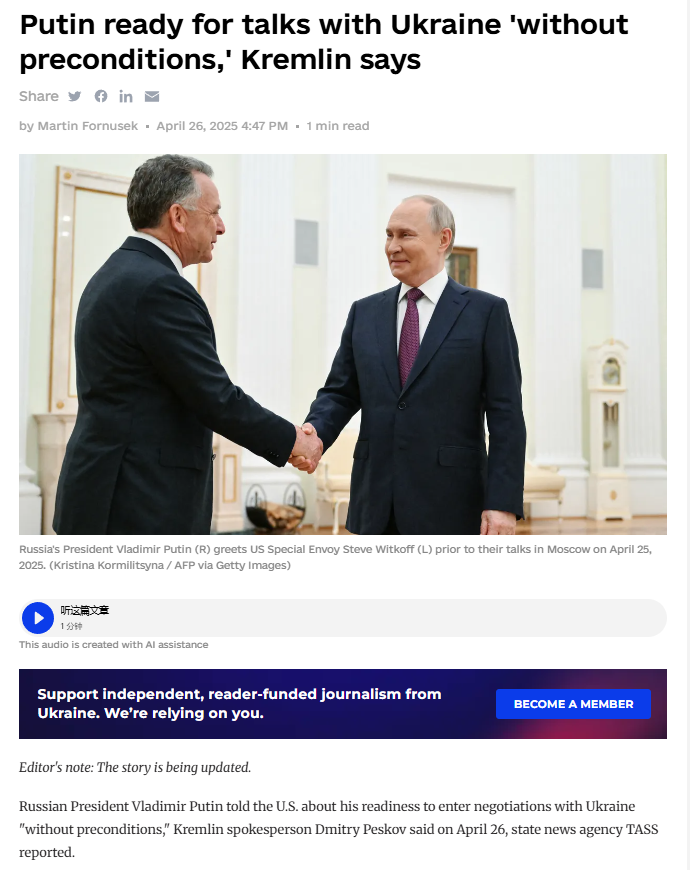 Putin ready for talks with Ukraine 'without
preconditions,' Kremlin says
Share
by Martin Fornusek ▪ April 26, 2025 4:47 PM ▪ 1 min read
Russia's President Vladimir Putin (R) greets US Special Envoy Steve Witkoff (L) prior to their talks in Moscow on April 25,
2025. (Kristina Kormilitsyna / AFP via Getty Images)
听这篇文章
1 分钟
This audio is created with AI assistance
Support independent, reader-funded journalism from
Ukraine. We’re relying on you.
BECOME A MEMBER
Editor's note: The story is being updated.
Russian President Vladimir Putin told the U.S. about his readiness to enter negotiations with Ukraine
"without preconditions," Kremlin spokesperson Dmitry Peskov said on April 26, state news agency TASS
reported.